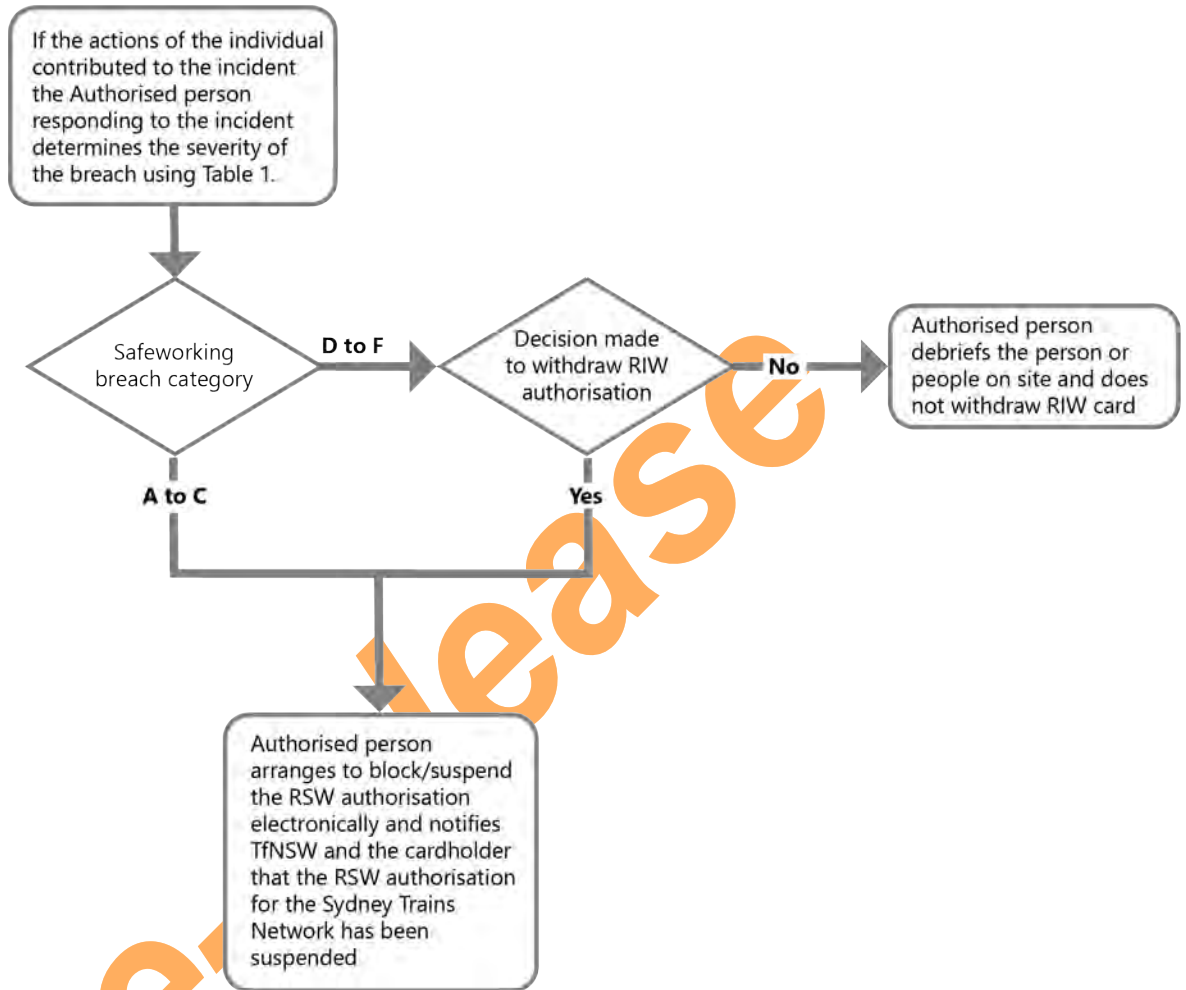 If the actions of the individual
contributed to the incident
the Authorised person
responding to the incident
determines the severity of
the breach using Table 1.
Safeworking
breach category
D to F
Decision made
to withdraw RIW
authorisation
No
Authorised person
debriefs the person or
people on site and does
not withdraw RIW card
A to C
Yes
Authorised person
arranges to block/suspend
the RSW authorisation
electronically and notifies
TfNSW and the cardholder
that the RSW authorisation
for the Sydney Trains
Network has been
suspended
lease